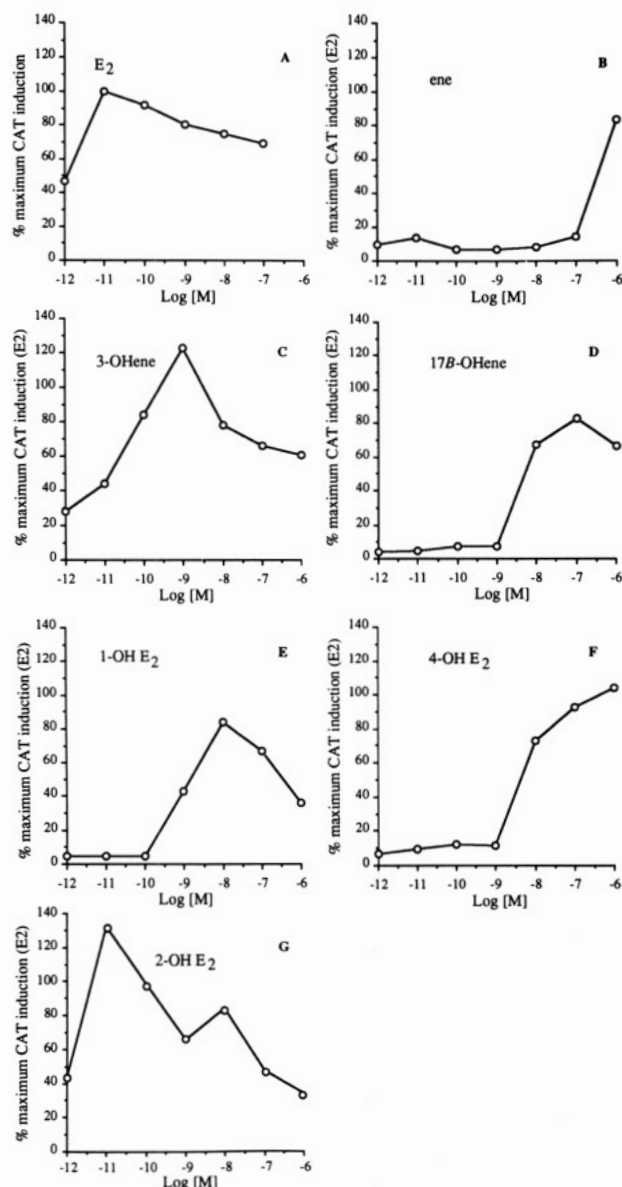 A
E2
% maximum CAT induction
140
120
100
80
60
40
20
0
-12 -11 -10 -9 -8 -7 -6
Log [M]
B
ene
% maximum CAT induction (E2)
140
120
100
80
60
40
20
0
-12 -11 -10 -9 -8 -7 -6
Log [M]
C
3-OHene
% maximum CAT induction (E2)
140
120
100
80
60
40
20
0
-12 -11 -10 -9 -8 -7 -6
Log [M]
D
17B-OHene
% maximum CAT induction (E2)
140
120
100
80
60
40
20
0
-12 -11 -10 -9 -8 -7 -6
Log [M]
E
1-OH E2
% maximum CAT induction (E2)
140
120
100
80
60
40
20
0
-12 -11 -10 -9 -8 -7 -6
Log [M]
F
4-OH E2
% maximum CAT induction (E2)
140
120
100
80
60
40
20
0
-12 -11 -10 -9 -8 -7 -6
Log [M]
G
2-OH E2
% maximum CAT induction (E2)
140
120
100
80
60
40
20
0
-12 -11 -10 -9 -8 -7 -6
Log [M]